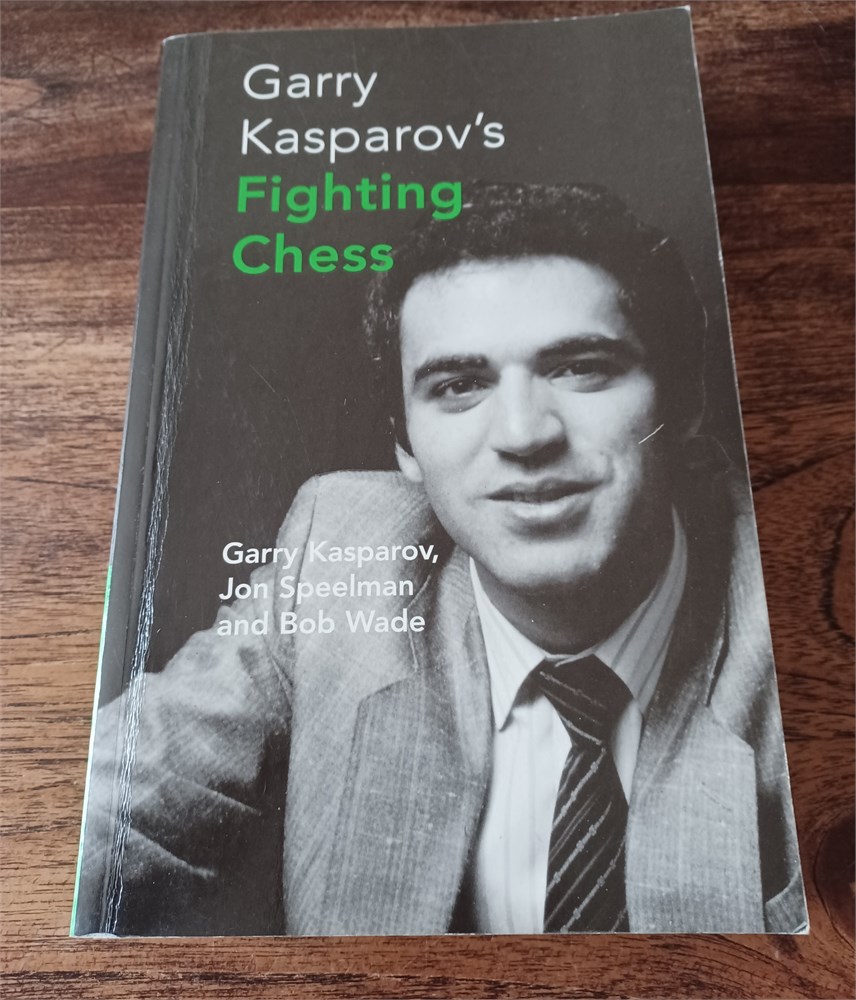 Garry
Kasparov's
Fighting
Chess
Garry Kasparov,
Jon Speelman
and Bob Wade